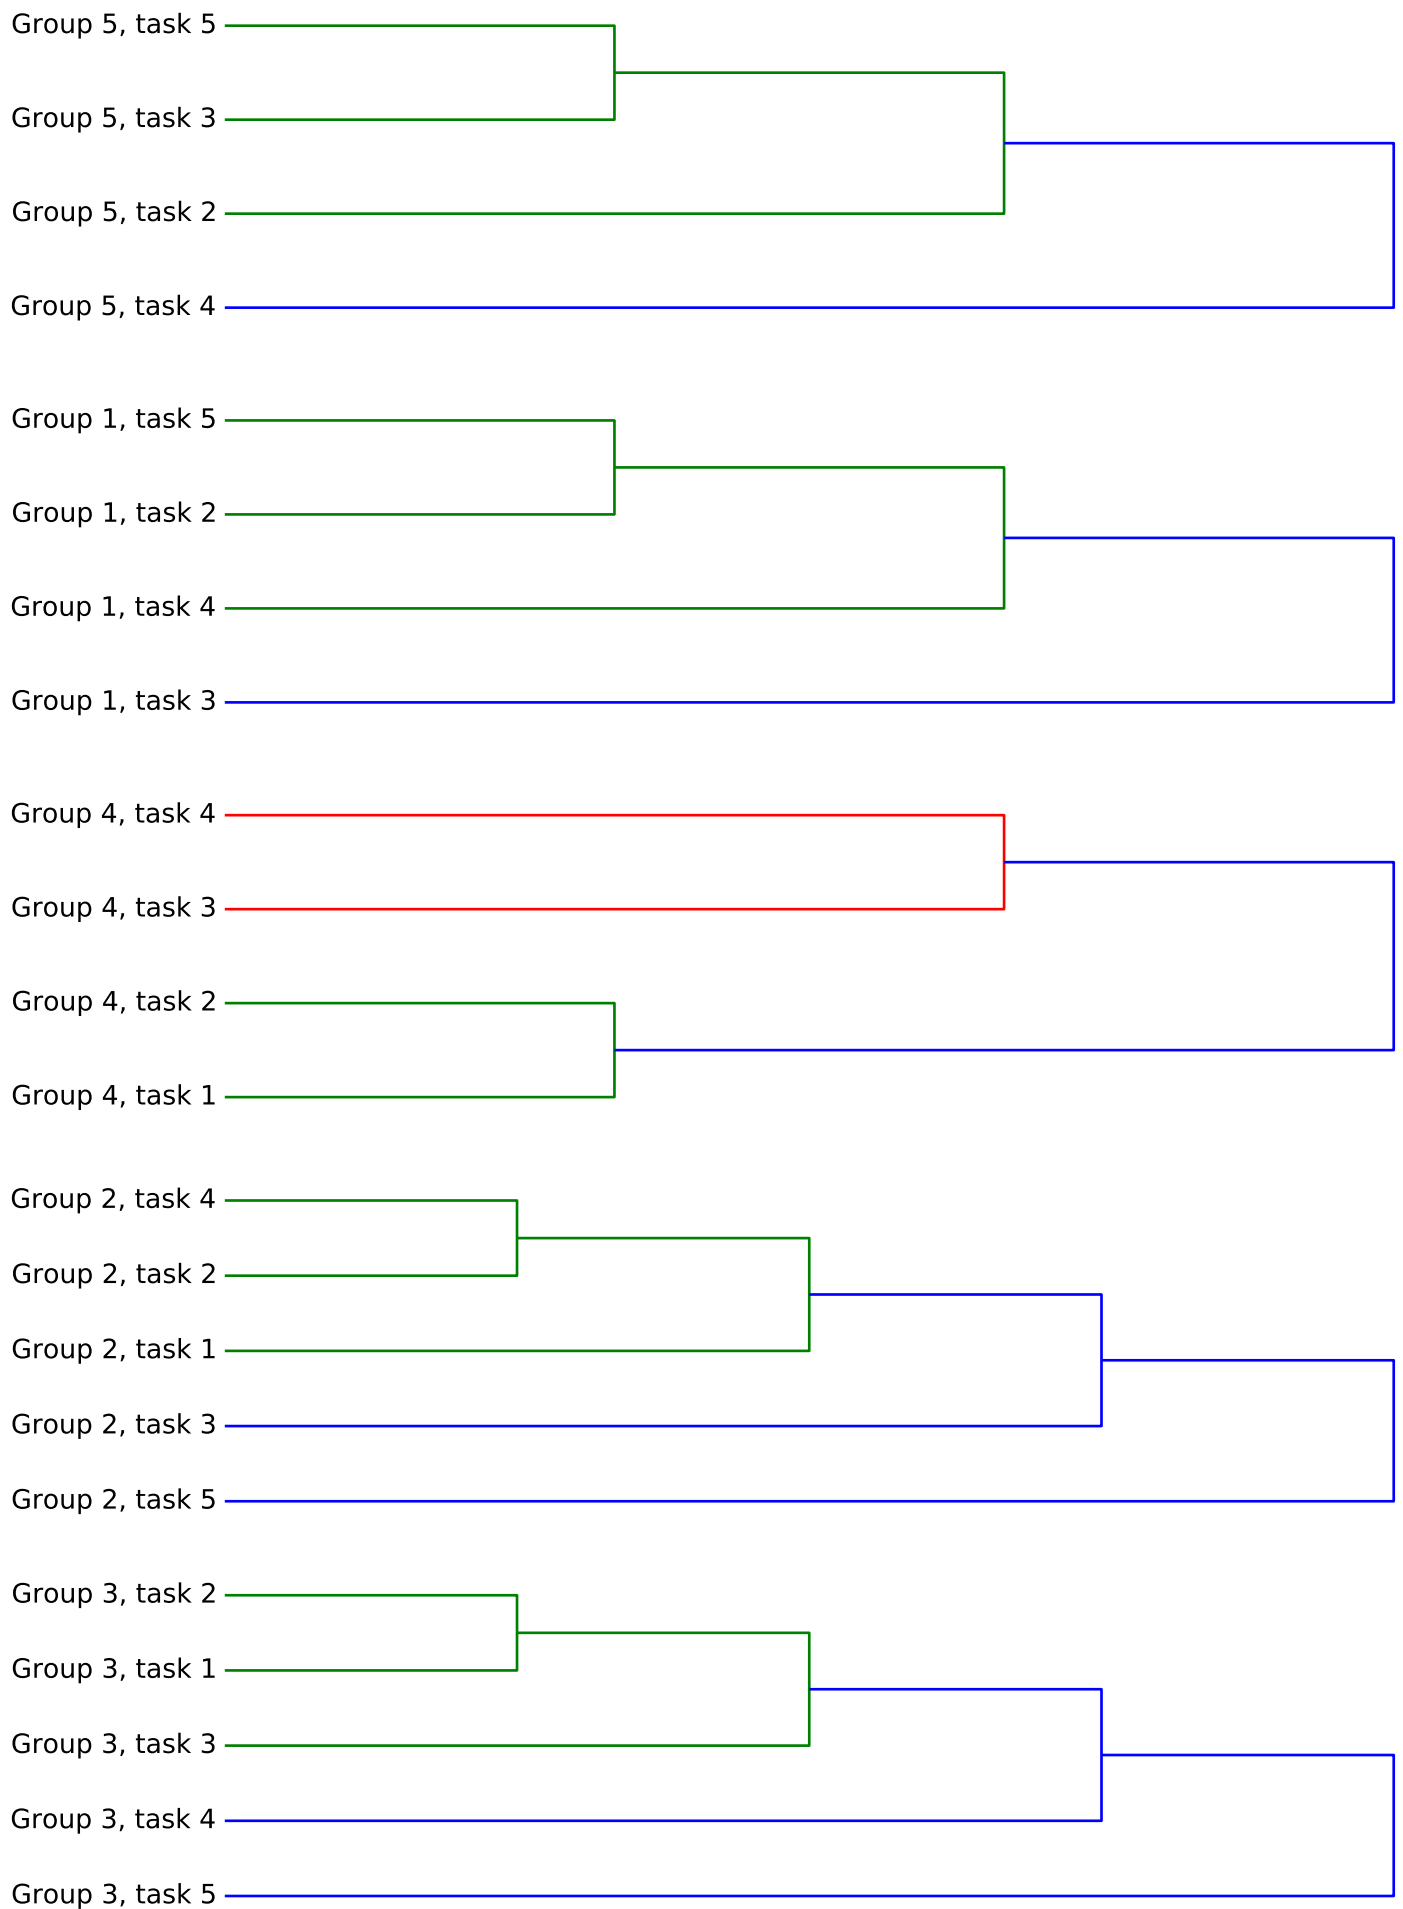 Group 5, task 5
Group 5, task 3
Group 5, task 2
Group 5, task 4
Group 1, task 5
Group 1, task 2
Group 1, task 4
Group 1, task 3
Group 4, task 4
Group 4, task 3
Group 4, task 2
Group 4, task 1
Group 2, task 4
Group 2, task 2
Group 2, task 1
Group 2, task 3
Group 2, task 5
Group 3, task 2
Group 3, task 1
Group 3, task 3
Group 3, task 4
Group 3, task 5